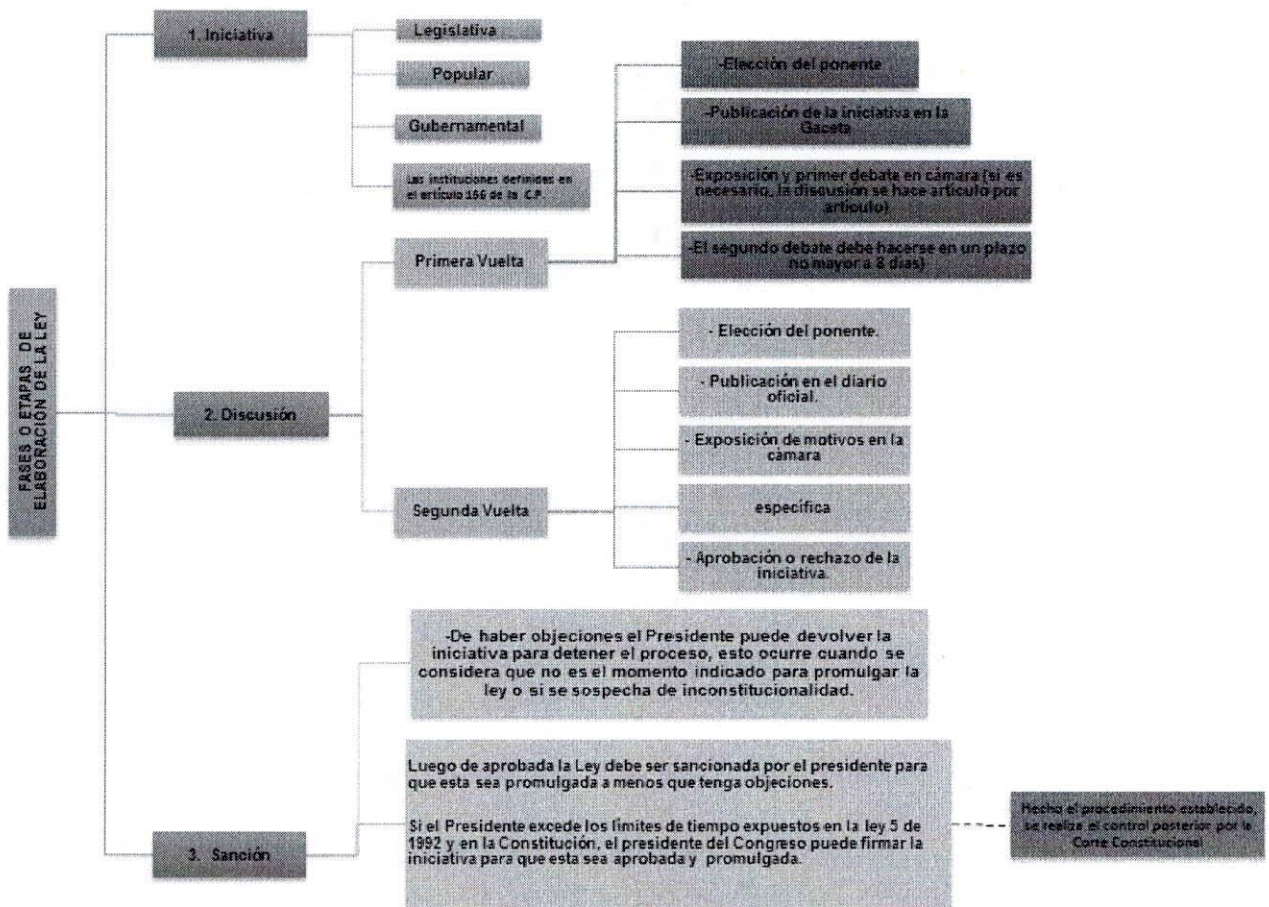 FASES O ETAPAS DE
ELABORACIÓN DE LA LEY
1. Iniciativa
Legislativa
Popular
Gubernamental
Las instituciones definidas en
el artículo 156 de la C.P.
2. Discusión
Primera Vuelta
-Elección del ponente
-Publicación de la iniciativa en la
Gaceta
-Exposición y primer debate en cámara (si es
necesario, la discusión se hace artículo por
artículo)
-El segundo debate debe hacerse en un plazo
no mayor a 8 días)
Segunda Vuelta
- Elección del ponente.
- Publicación en el diario
oficial.
- Exposición de motivos en la
cámara
específica
- Aprobación o rechazo de la
iniciativa.
3. Sanción
-De haber objeciones el Presidente puede devolver la
iniciativa para detener el proceso, esto ocurre cuando se
considera que no es el momento indicado para promulgar la
ley o si se sospecha de inconstitucionalidad.
Luego de aprobada la Ley debe ser sancionada por el presidente para
que esta sea promulgada a menos que tenga objeciones.
Si el Presidente excede los límites de tiempo expuestos en la ley 5 de
1992 y en la Constitución, el presidente del Congreso puede firmar la
iniciativa para que esta sea aprobada y promulgada.
Hecho el procedimiento establecido,
se realiza el control posterior por la
Corte Constitucional